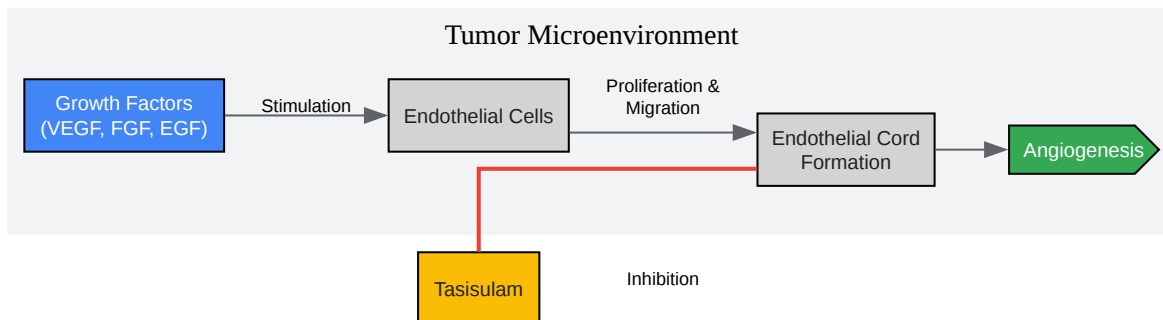 Tumor Microenvironment
Growth Factors
(VEGF, FGF, EGF)
Stimulation
Endothelial Cells
Proliferation &
Migration
Endothelial Cord
Formation
Angiogenesis
Tasisulam
Inhibition